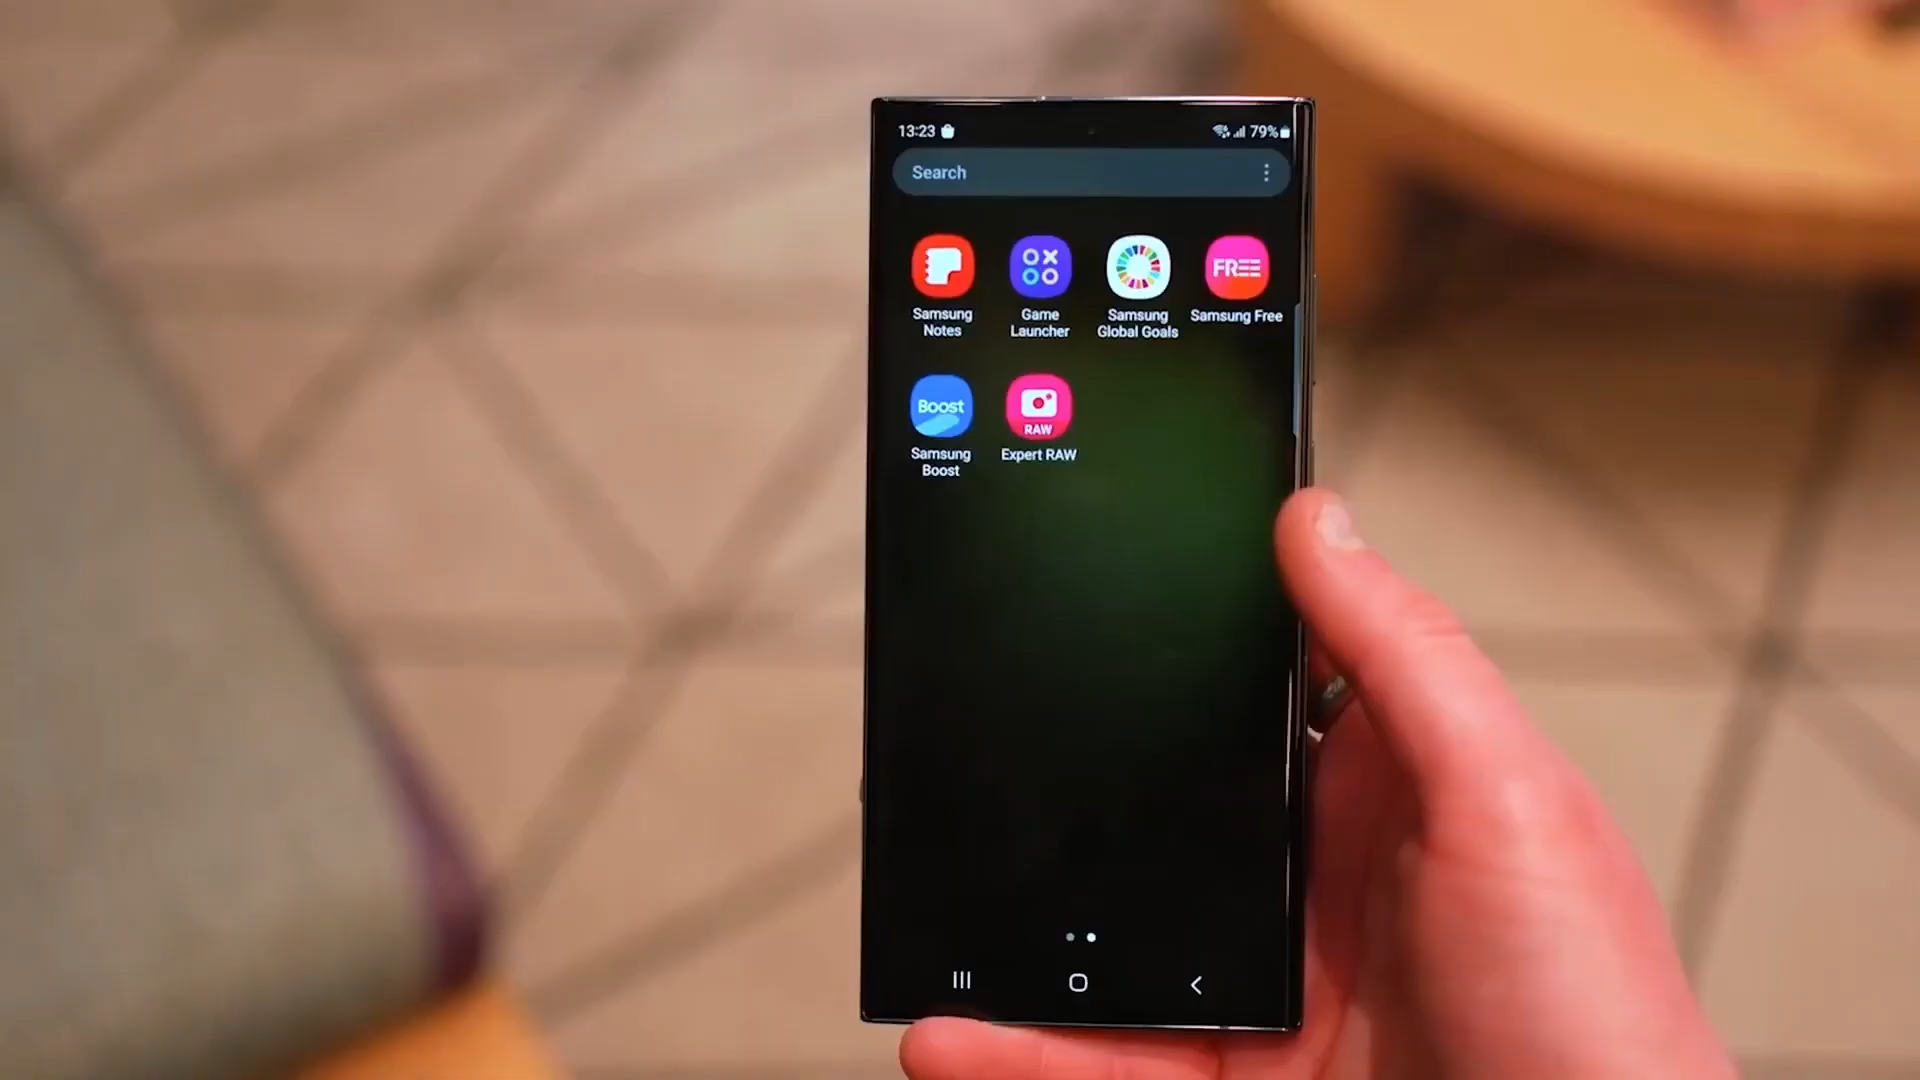 13:23 79%
Search
FREE
Samsung Notes
Game Launcher
Samsung Global Goals
Samsung Free
Boost
RAW
Samsung Boost
Expert RAW